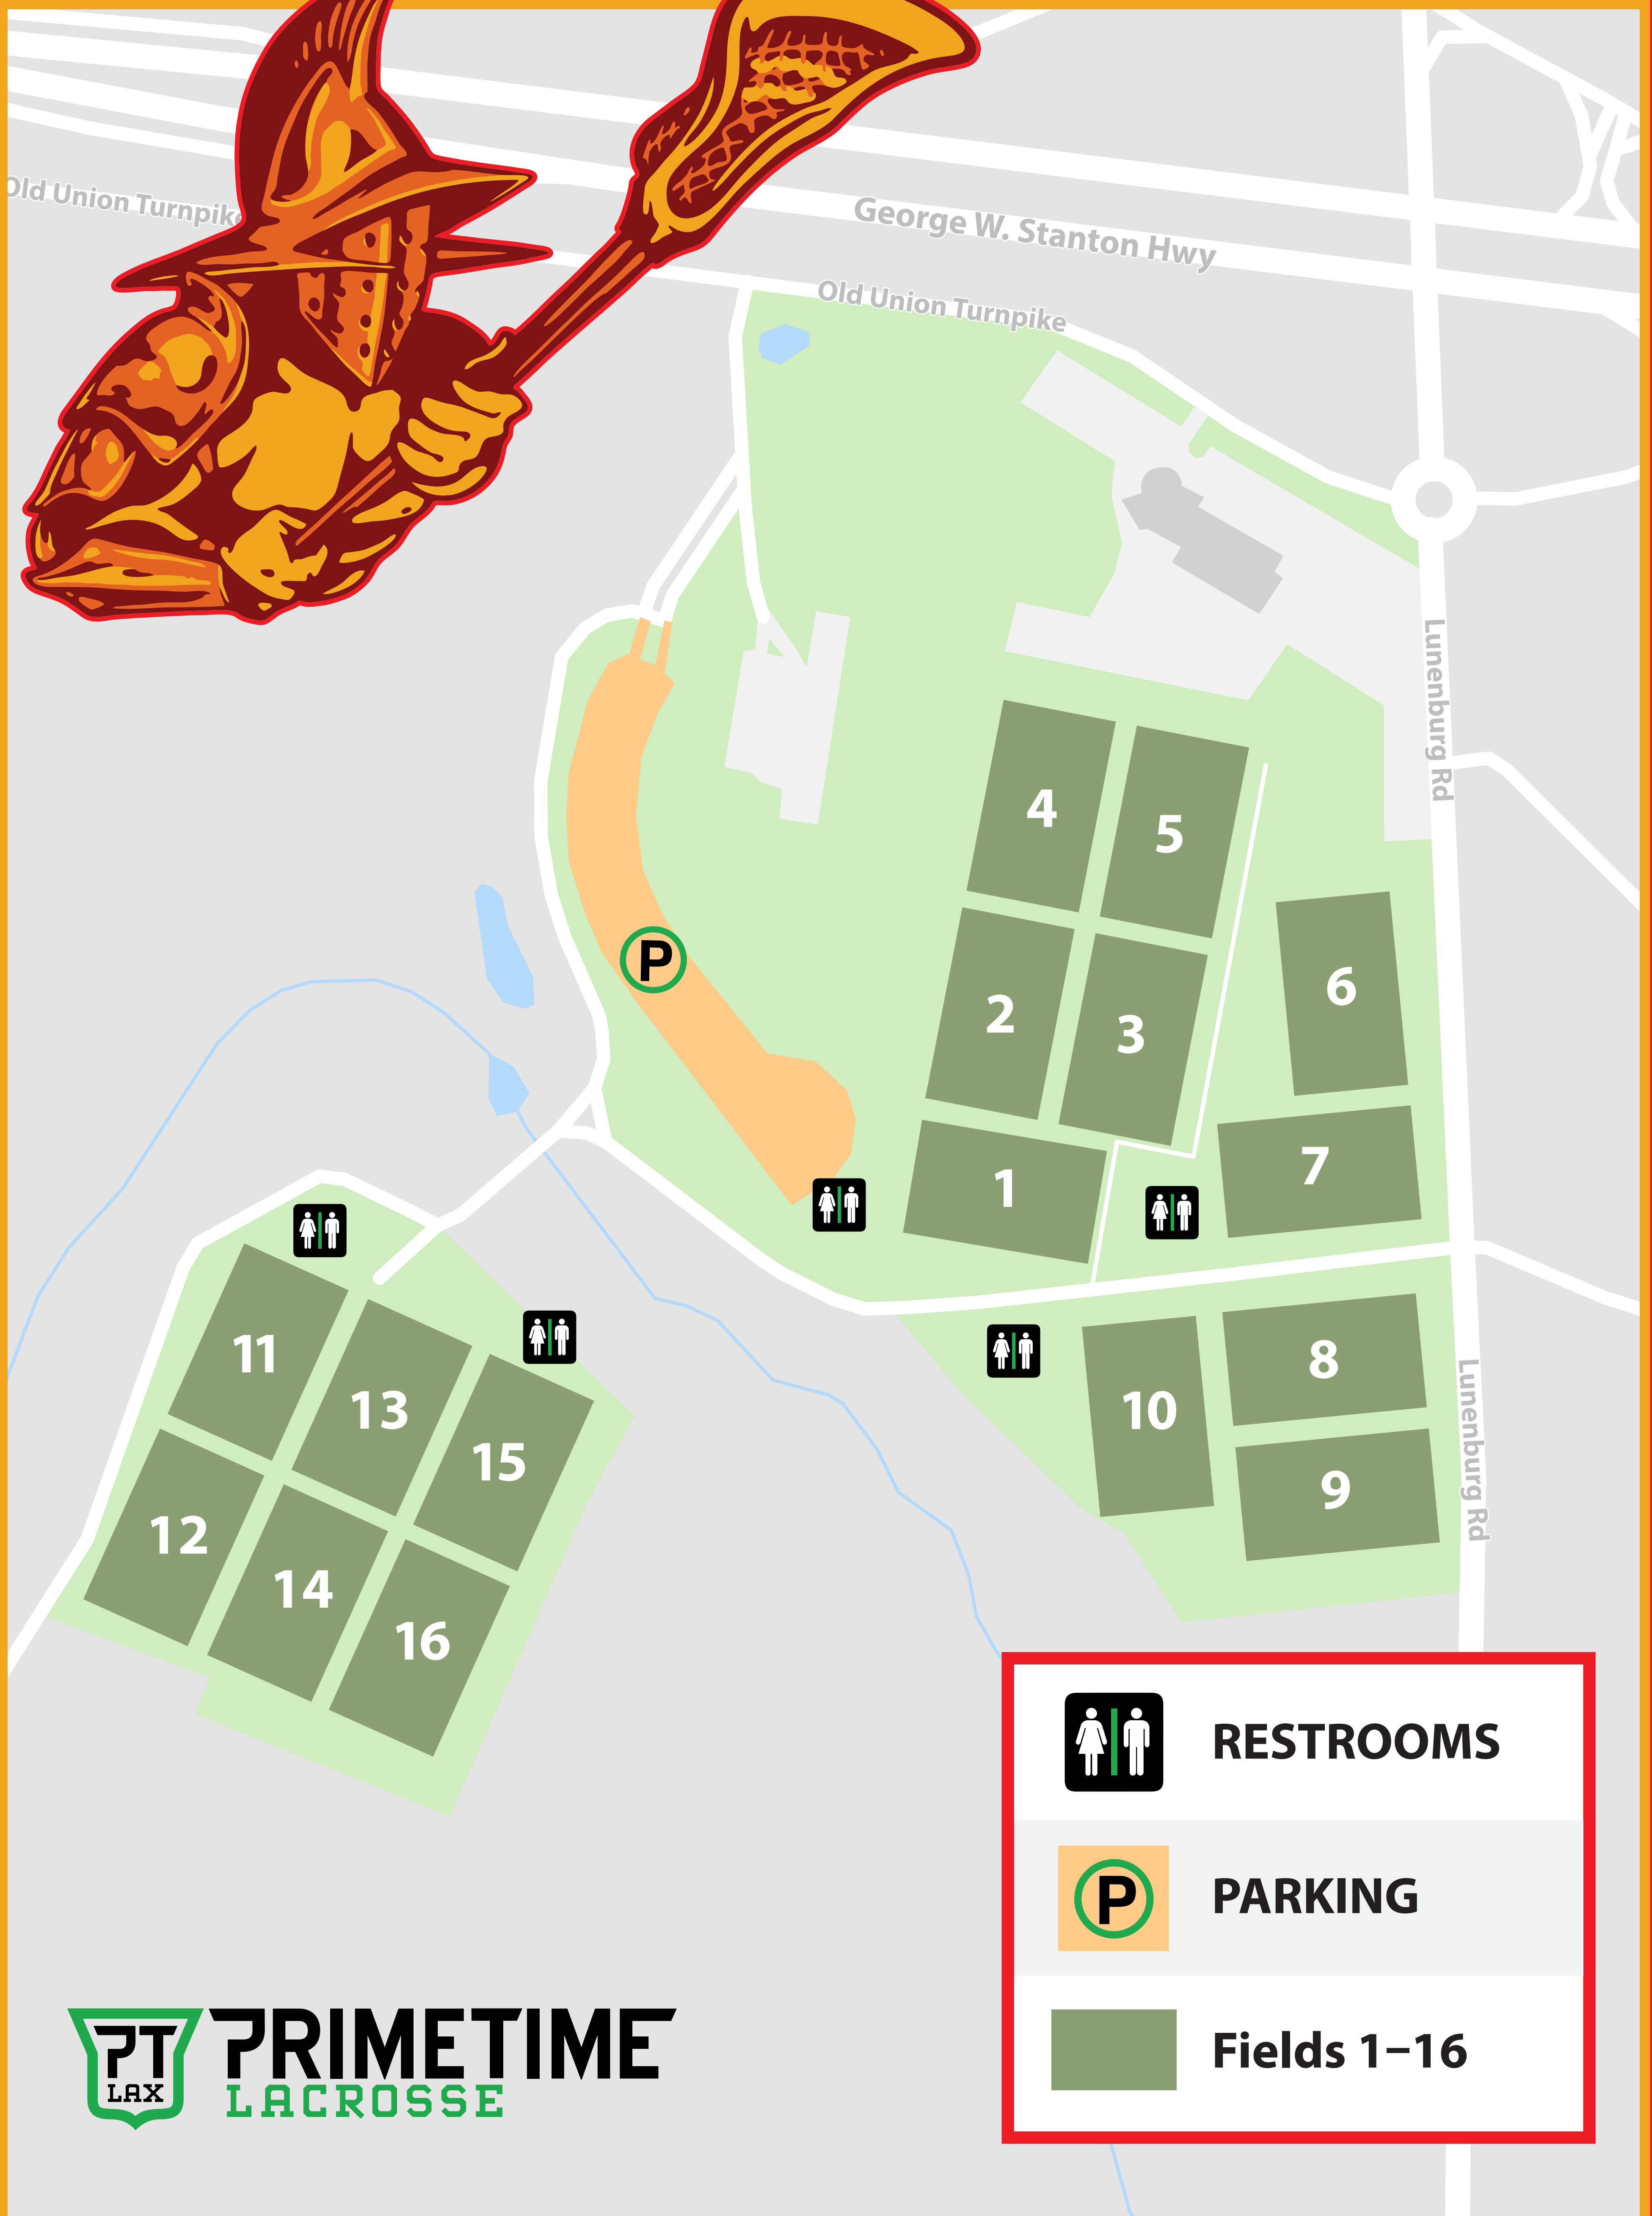 Old Union Turnpike
George W. Stanton Hwy
Old Union Turnpike
Lunenburg Rd
4
5
6
2
3
7
1
11
8
13
10
15
9
Lunenburg Rd
12
14
16
RESTROOMS
P
PARKING
P
Fields 1–16
PT
LAX
PRIMETIME
LACROSSE